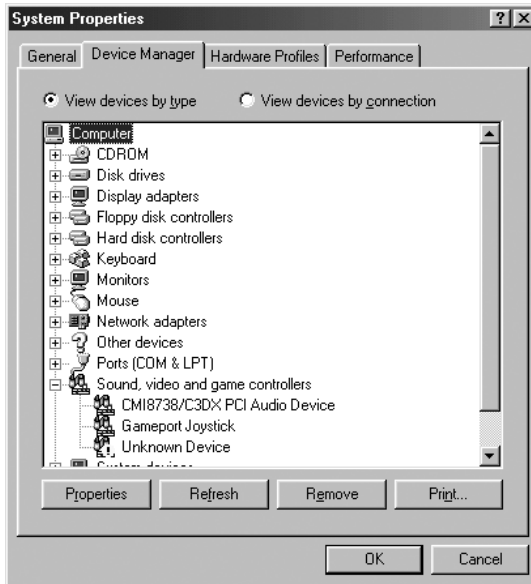 System Properties
General Device Manager Hardware Profiles Performance
View devices by type View devices by connection
Computer
CDROM
Disk drives
Display adapters
Floppy disk controllers
Hard disk controllers
Keyboard
Monitors
Mouse
Network adapters
Other devices
Ports (COM & LPT)
Sound, video and game controllers
CMI8738/C3DX PCI Audio Device
Gameport Joystick
Unknown Device
System devices
Properties Refresh Remove Print...
OK Cancel